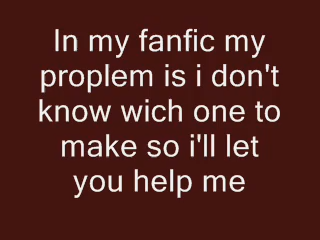 In my fanfic my
proplem is i don't
know wich one to
make so i'll let
you help me